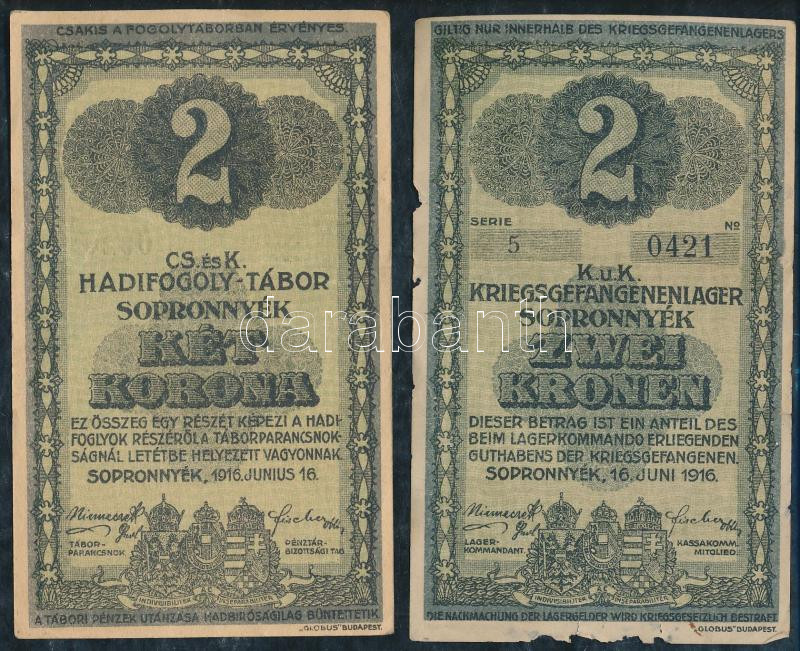 CSAKIS A FOGOLYTÁBORBAN ÉRVÉNYES.
2
CS. ÉS K.
HADIFOGOLY-TÁBOR
SOPRONNYÉK
KÉT
KORONA
EZ ÖSSZEG EGY RÉSZÉT KÉPEZI A HADI-
FOGLYOK RÉSZÉRŐL A TÁBORPARANCSNOK-
SÁGNÁL LETÉTBE HELYEZETT VAGYONNAK.
SOPRONNYÉK, 1916. JUNIUS 16.
TÁBOR-
PARANCSNOK.
PÉNZTÁR-
BIZOTTSÁGI TAG
INDIVISIBILITER AC INSEPARABILITER
A TÁBORI PÉNZEK UTÁNZÁSA HADBIRÓSÁGILAG BÜNTETTETIK.
„GLOBUS" BUDAPEST.
GILTIG NUR INNERHALB DES KRIEGSGEFANGENENLAGERS
2
SERIE No
5 0421
K. u. K.
KRIEGSGEFANGENENLAGER
SOPRONNYÉK
ZWEI
KRONEN
DIESER BETRAG IST EIN ANTEIL DES
BEIM LAGERKOMMANDO ERLIEGENDEN
GUTHABENS DER KRIEGSGEFANGENEN.
SOPRONNYÉK, 16. JUNI 1916.
LAGER-
KOMMANDANT.
KASSAKOMM.
MITGLIED.
INDIVISIBILITER AC INSEPARABILITER
DIE NACHMACHUNG DER LAGERGELDER WIRD KRIEGSGESETZLICH BESTRAFT.
„GLOBUS" BUDAPEST.
darabanth